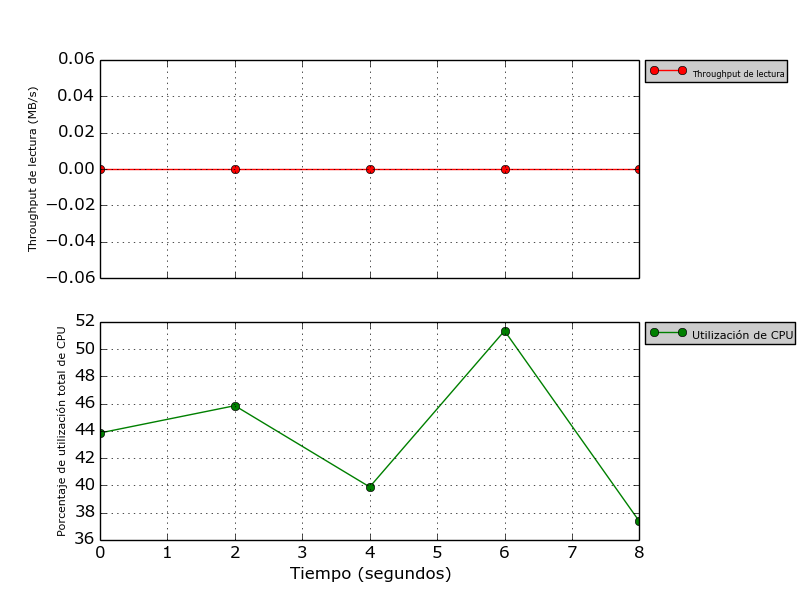 Throughput de lectura (MB/s)
0.06
0.04
0.02
0.00
−0.02
−0.04
−0.06
Throughput de lectura
Porcentaje de utilización total de CPU
52
50
48
46
44
42
40
38
36
0 1 2 3 4 5 6 7 8
Tiempo (segundos)
Utilización de CPU